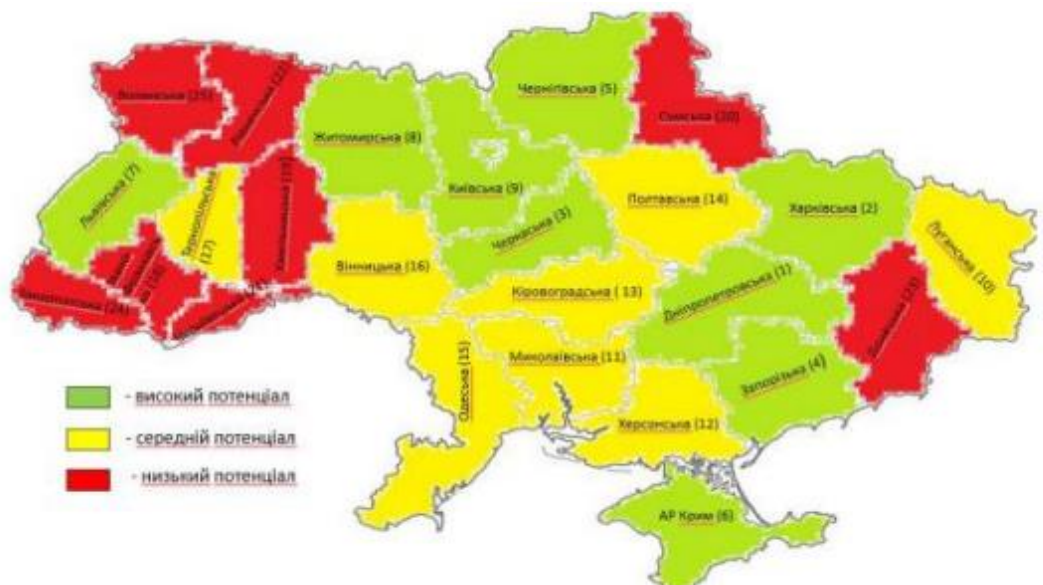 Чернігівська (5)
Волинська (25)
Сумська (20)
Житомирська (8)
Київська (9)
Львівська (7)
Тернопільська
(17)
(19)
Черкаська (3)
Полтавська (14)
Харківська (2)
Луганська (10)
Вінницька (16)
Кіровоградська ( 13)
Дніпропетровська (1)
(24)
(18)
Миколаївська (11)
Запорізька (4)
Одеська (15)
Херсонська (12)
АР Крим (6)
- високий потенціал
- середній потенціал
- низький потенціал